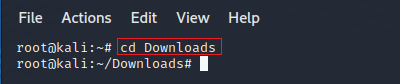 File Actions Edit View Help
root@kali:~# cd Downloads
root@kali:~/Downloads#